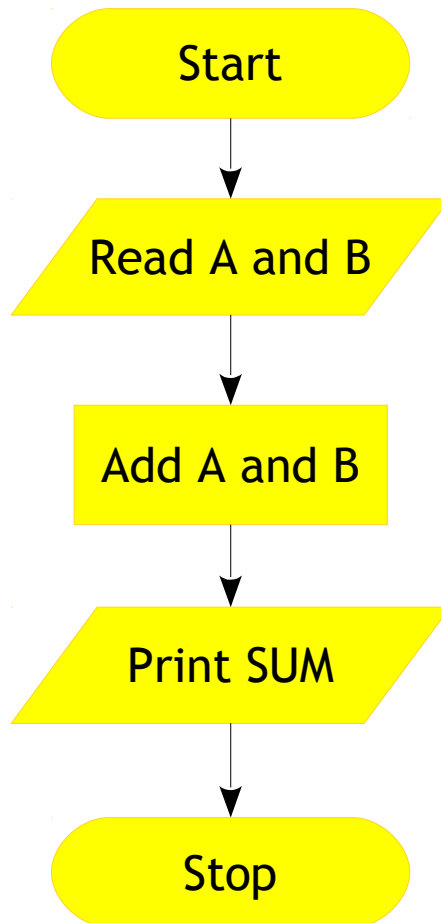 Start
Read A and B
Add A and B
Print SUM
Stop